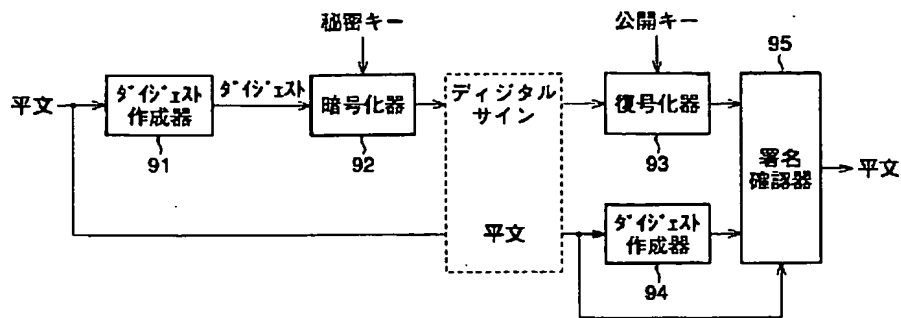 秘密キー
公開キー
95
平文
ダイジェスト
作成器
91
ダイジェスト
暗号化器
92
ディジタル
サイン
復号化器
93
署名
確認器
平文
平文
ダイジェスト
作成器
94